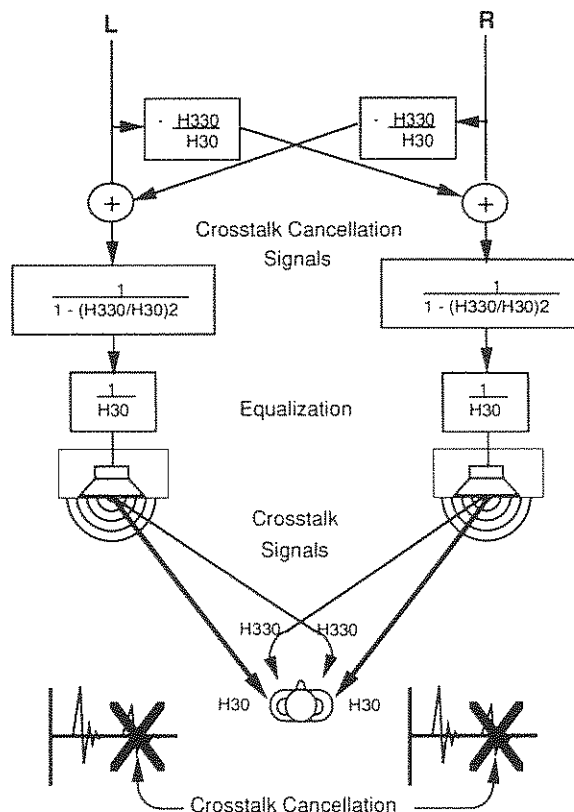 L
R
- H330
H30
- H330
H30
+
+
Crosstalk Cancellation
Signals
1
1 - (H330/H30)2
1
1 - (H330/H30)2
1
H30
Equalization
1
H30
Crosstalk
Signals
H330
H330
H30
H30
Crosstalk Cancellation